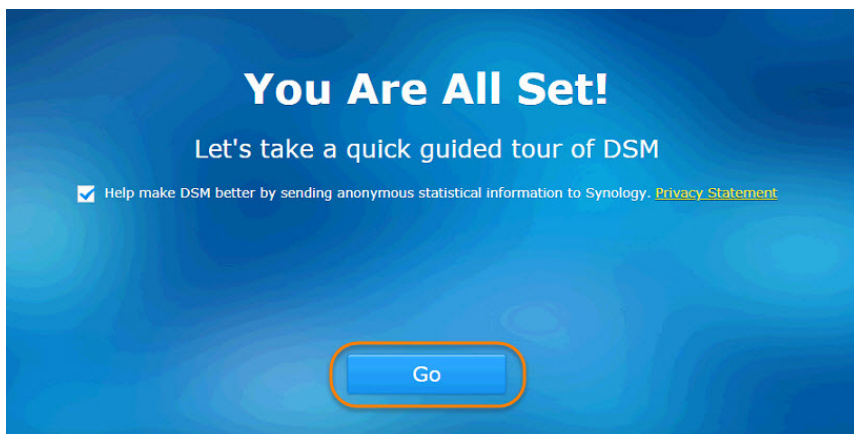 You Are All Set!
Let's take a quick guided tour of DSM
Help make DSM better by sending anonymous statistical information to Synology. Privacy Statement
Go